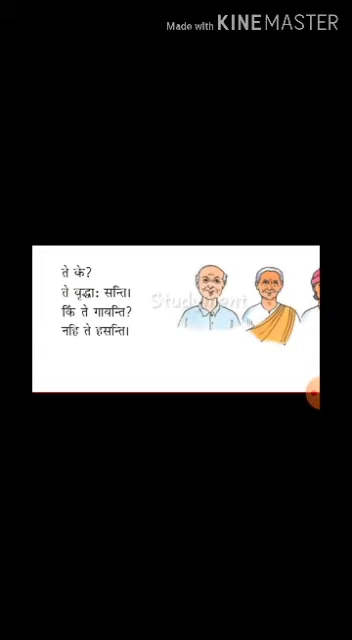 Made with KINEMASTER
ते के?
ते वृद्धाः सन्ति।
किं ते गायन्ति?
नहि ते हसन्ति।